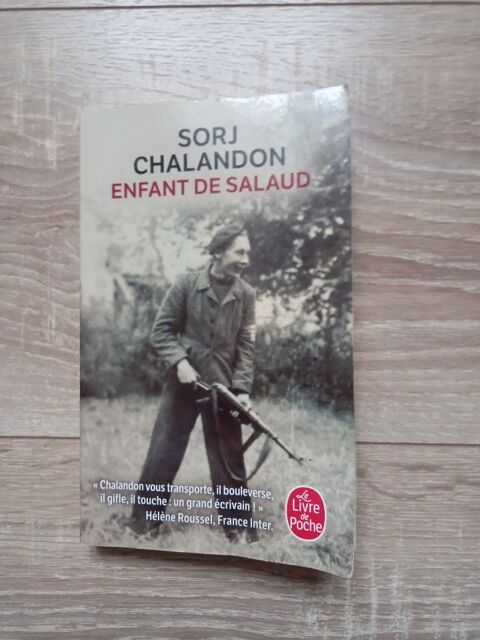 SORJ
CHALANDON
ENFANT DE SALAUD
« Chalandon vous transporte, il bouleverse,
il gifle, il touche : un grand écrivain ! »
Hélène Roussel, France Inter.
Le
Livre
de
Poche